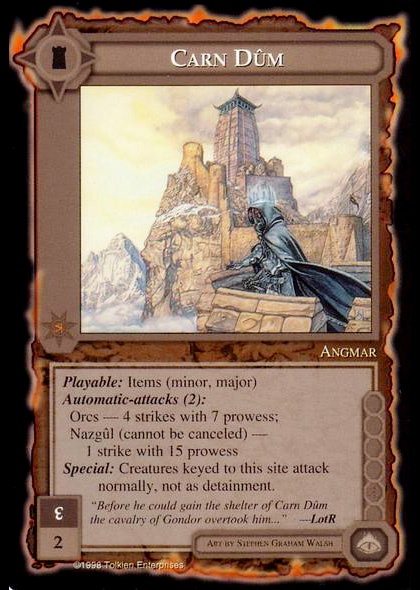 CARN DÛM
S
ANGMAR
Playable: Items (minor, major)
Automatic-attacks (2):
Orcs — 4 strikes with 7 prowess;
Nazgûl (cannot be canceled) —
1 strike with 15 prowess
Special: Creatures keyed to this site attack
normally, not as detainment.
"Before he could gain the shelter of Carn Dûm
the cavalry of Gondor overtook him..." —LotR
2
ART BY STEPHEN GRAHAM WALSH
©1998 Tolkien Enterprises